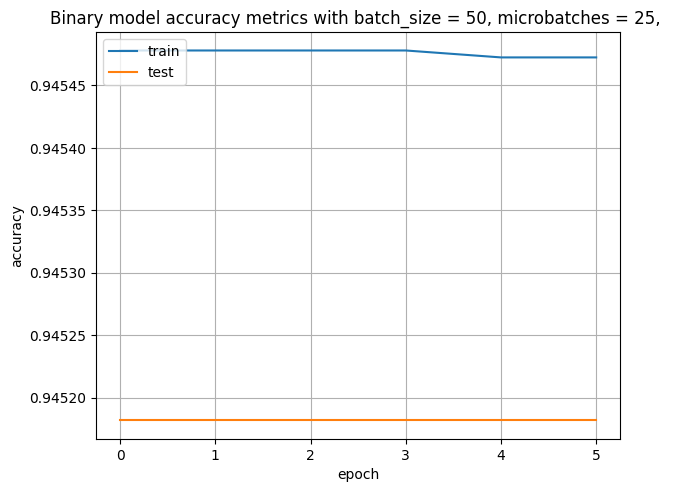 Binary model accuracy metrics with batch_size = 50, microbatches = 25,
train
test
0.94545
0.94540
0.94535
0.94530
0.94525
0.94520
accuracy
0 1 2 3 4 5
epoch